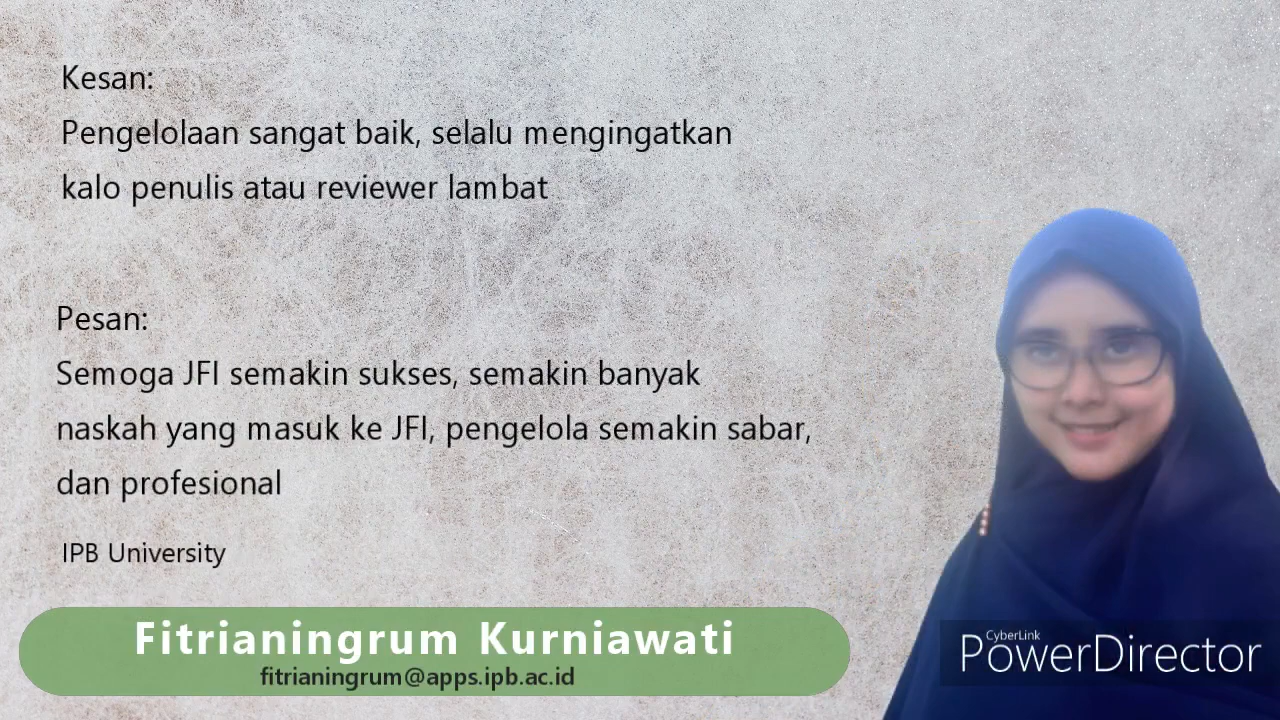 Kesan:
Pengelolaan sangat baik, selalu mengingatkan
kalo penulis atau reviewer lambat
Pesan:
Semoga JFI semakin sukses, semakin banyak
naskah yang masuk ke JFI, pengelola semakin sabar,
dan profesional
IPB University
Fitrianingrum Kurniawati
fitrianingrum@apps.ipb.ac.id
CyberLink
PowerDirector